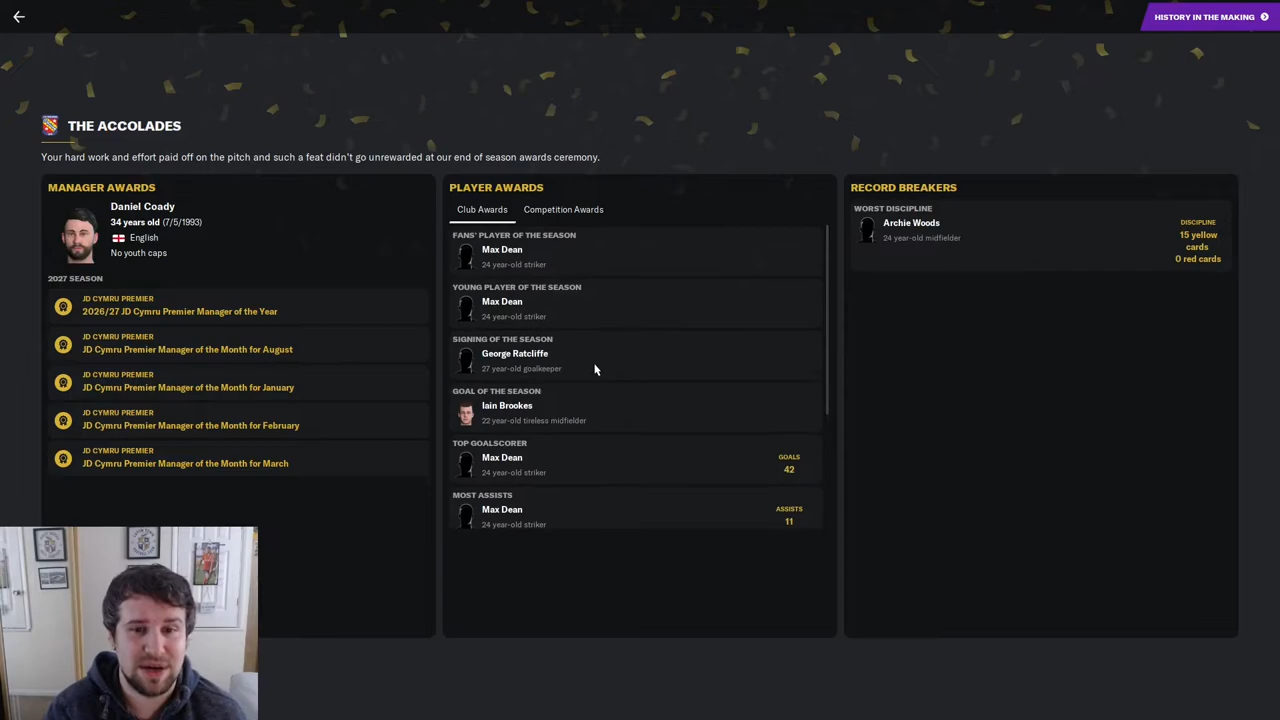 HISTORY IN THE MAKING
THE ACCOLADES
Your hard work and effort paid off on the pitch and such a feat didn't go unrewarded at our end of season awards ceremony.
MANAGER AWARDS
Daniel Coady
34 years old (7/5/1993)
English
No youth caps
2027 SEASON
JD CYMRU PREMIER
2026/27 JD Cymru Premier Manager of the Year
JD CYMRU PREMIER
JD Cymru Premier Manager of the Month for August
JD CYMRU PREMIER
JD Cymru Premier Manager of the Month for January
JD CYMRU PREMIER
JD Cymru Premier Manager of the Month for February
JD CYMRU PREMIER
JD Cymru Premier Manager of the Month for March
PLAYER AWARDS
Club Awards Competition Awards
FANS' PLAYER OF THE SEASON
Max Dean
24 year-old striker
YOUNG PLAYER OF THE SEASON
Max Dean
24 year-old striker
SIGNING OF THE SEASON
George Ratcliffe
27 year-old goalkeeper
GOAL OF THE SEASON
Iain Brookes
22 year-old tireless midfielder
TOP GOALSCORER
Max Dean
24 year-old striker
GOALS
42
MOST ASSISTS
Max Dean
24 year-old striker
ASSISTS
11
RECORD BREAKERS
WORST DISCIPLINE
Archie Woods
24 year-old midfielder
DISCIPLINE
15 yellow
cards
0 red cards